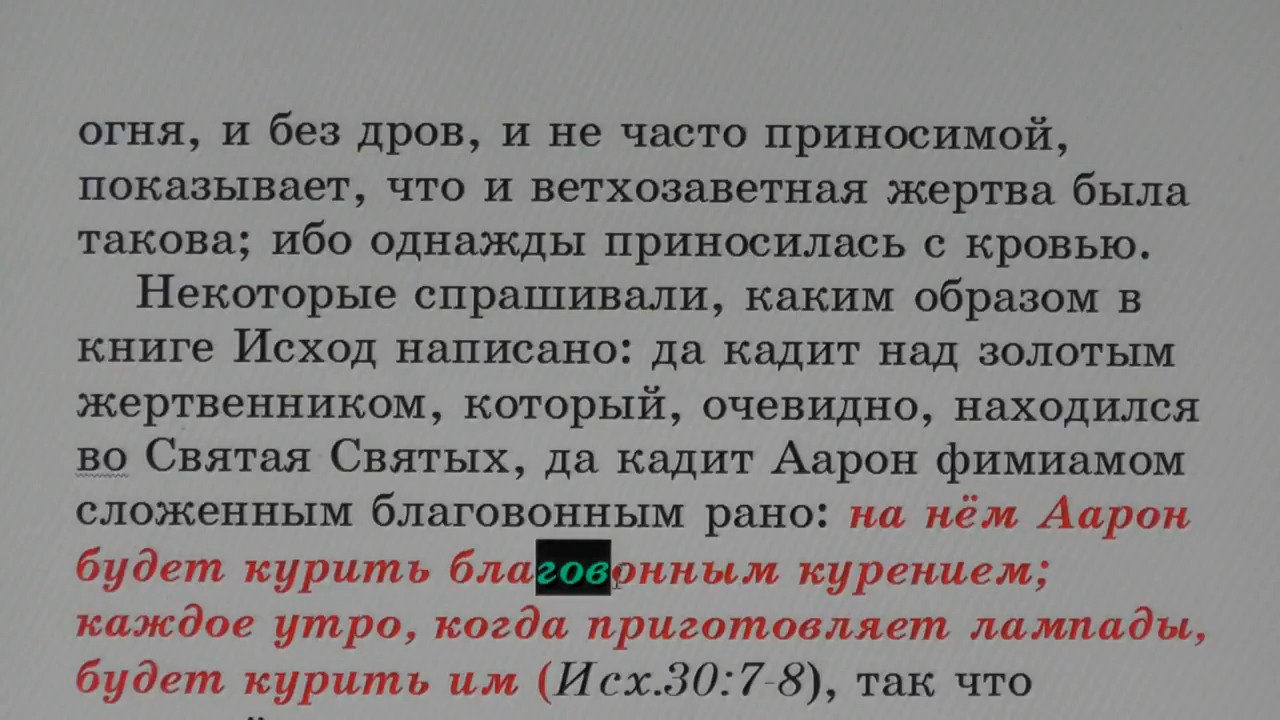 огня, и без дров, и не часто приносимой,
показывает, что и ветхозаветная жертва была
такова; ибо однажды приносилась с кровью.
Некоторые спрашивали, каким образом в
книге Исход написано: да кадит над золотым
жертвенником, который, очевидно, находился
во Святая Святых, да кадит Аарон фимиамом
сложенным благовонным рано: на нём Аарон
будет курить благовонным курением;
каждое утро, когда приготовляет лампады,
будет курить им (Исх.30:7-8), так что